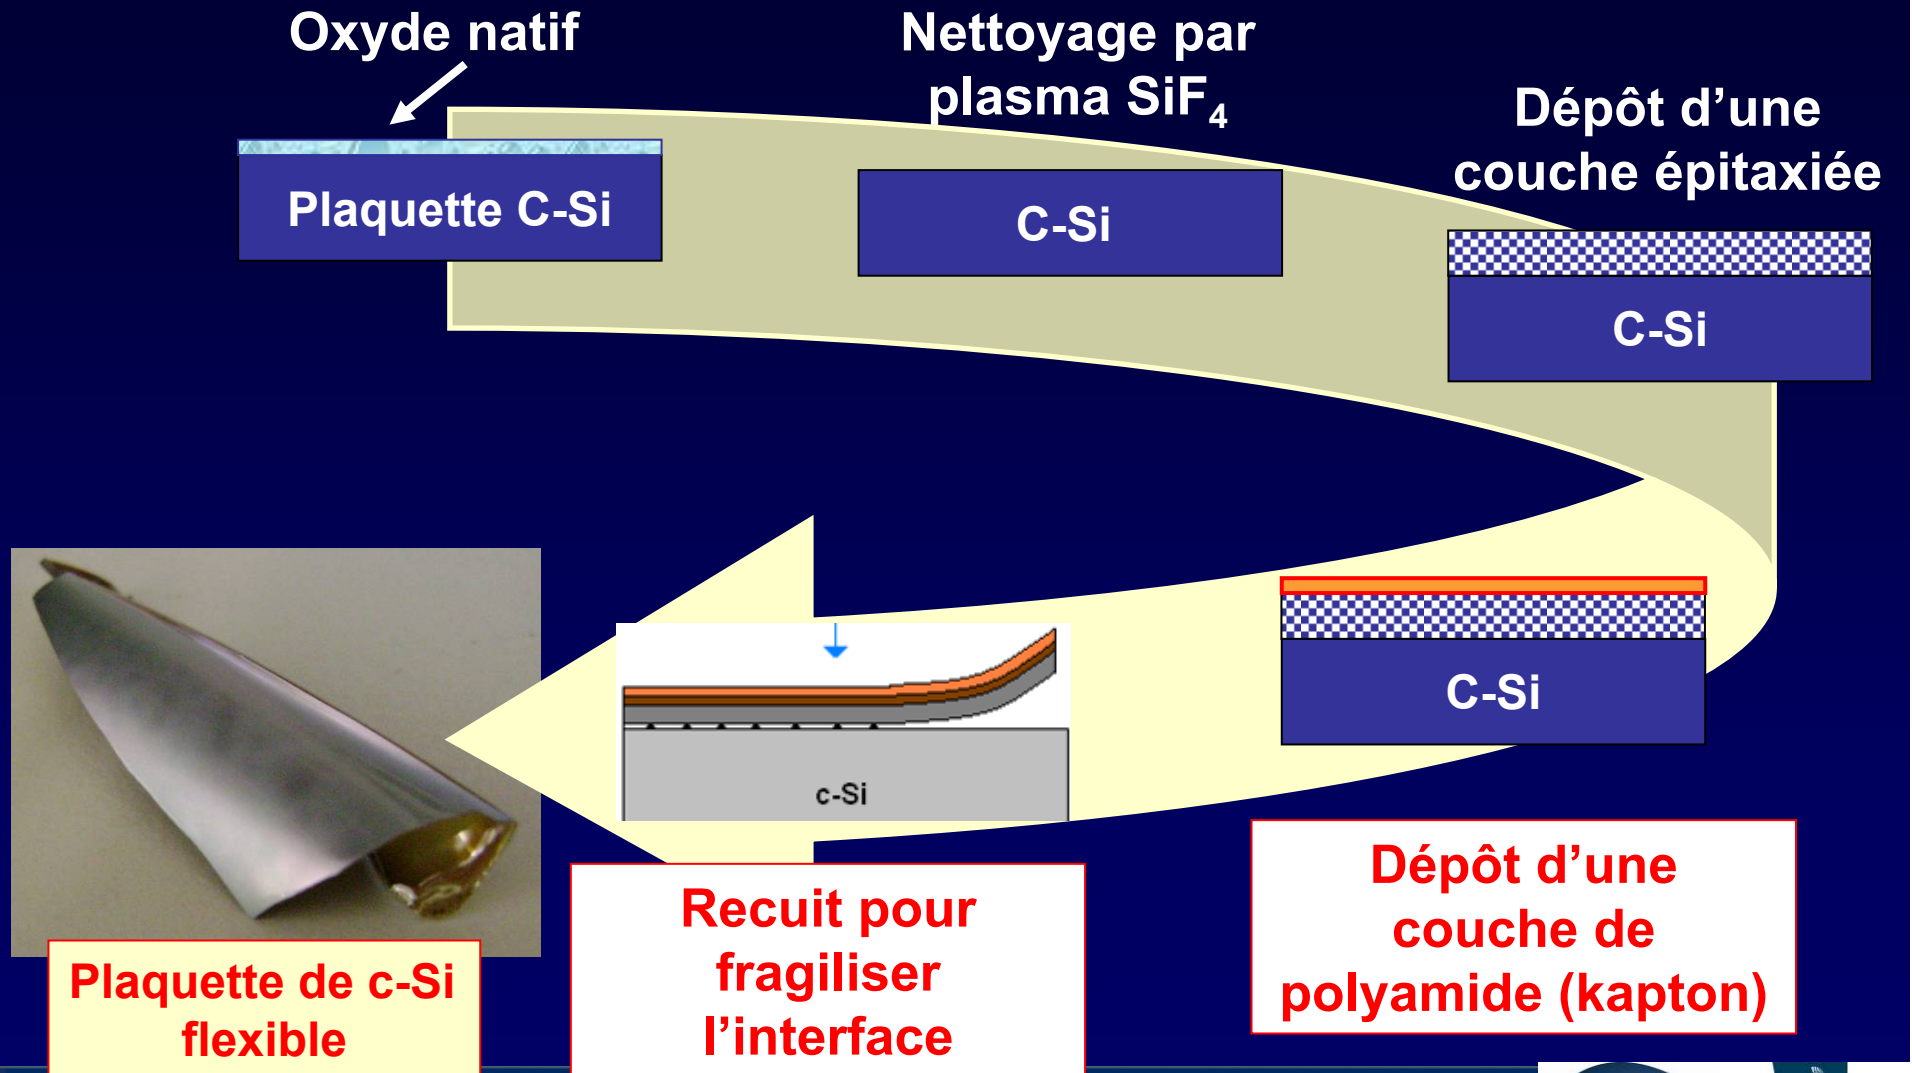 Oxyde natif
Nettoyage par
plasma SiF₄
Dépôt d’une
couche épitaxiée
Plaquette C-Si
C-Si
C-Si
C-Si
c-Si
Dépôt d’une
couche de
polyamide (kapton)
Recuit pour
fragiliser
l’interface
Plaquette de c-Si
flexible